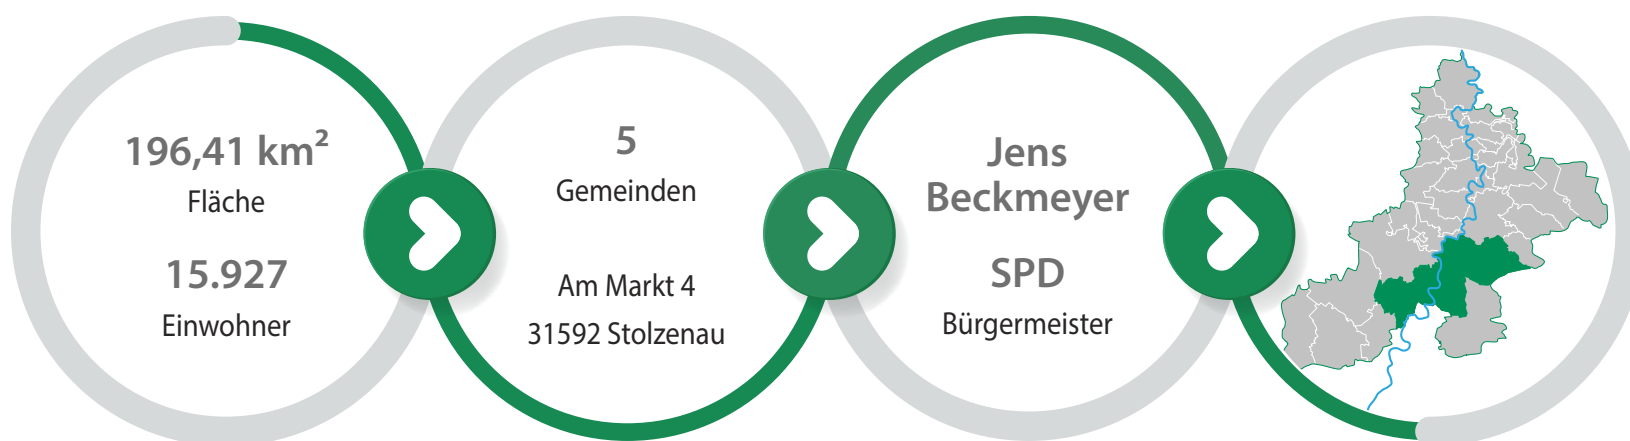 196,41 km²
Fläche
15.927
Einwohner
5
Gemeinden
Am Markt 4
31592 Stolzenau
Jens
Beckmeyer
SPD
Bürgermeister